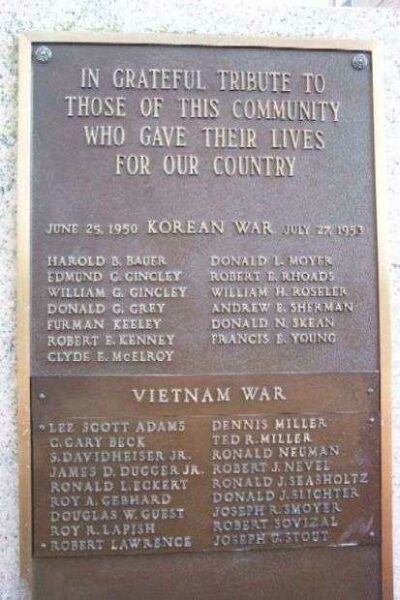 IN GRATEFUL TRIBUTE TO
THOSE OF THIS COMMUNITY
WHO GAVE THEIR LIVES
FOR OUR COUNTRY
JUNE 25, 1950 KOREAN WAR JULY 27, 1953
HAROLD B. BAUER
EDMUND G. GINGLEY
WILLIAM G. GINGLEY
DONALD G. GREY
FURMAN KEELEY
ROBERT E. KENNEY
CLYDE E. McELROY
DONALD L. MOYER
ROBERT E. RHOADS
WILLIAM H. ROSELER
ANDREW E. SHERMAN
DONALD N. SKEAN
FRANCIS E. YOUNG
VIETNAM WAR
LEE SCOTT ADAMS
C. GARY BECK
S. DAVIDHEISER JR.
JAMES D. DUGGER JR.
RONALD L. ECKERT
ROY A. GEBHARD
DOUGLAS W. GUEST
ROY R. LAPISH
ROBERT LAWRENCE
DENNIS MILLER
TED R. MILLER
RONALD NEUMAN
ROBERT J. NEVEL
RONALD J. SEASHOLTZ
DONALD J. SLICHTER
JOSEPH R. SMOYER
ROBERT SOVIZAL
JOSEPH G. STOUT